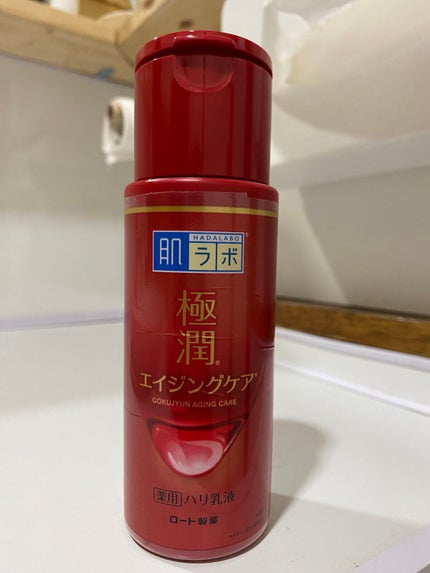 HADALABO
肌ラボ
極
潤®
エイジングケア*
GOKUJYUN AGING CARE
薬用 ハリ乳液
ロート製薬